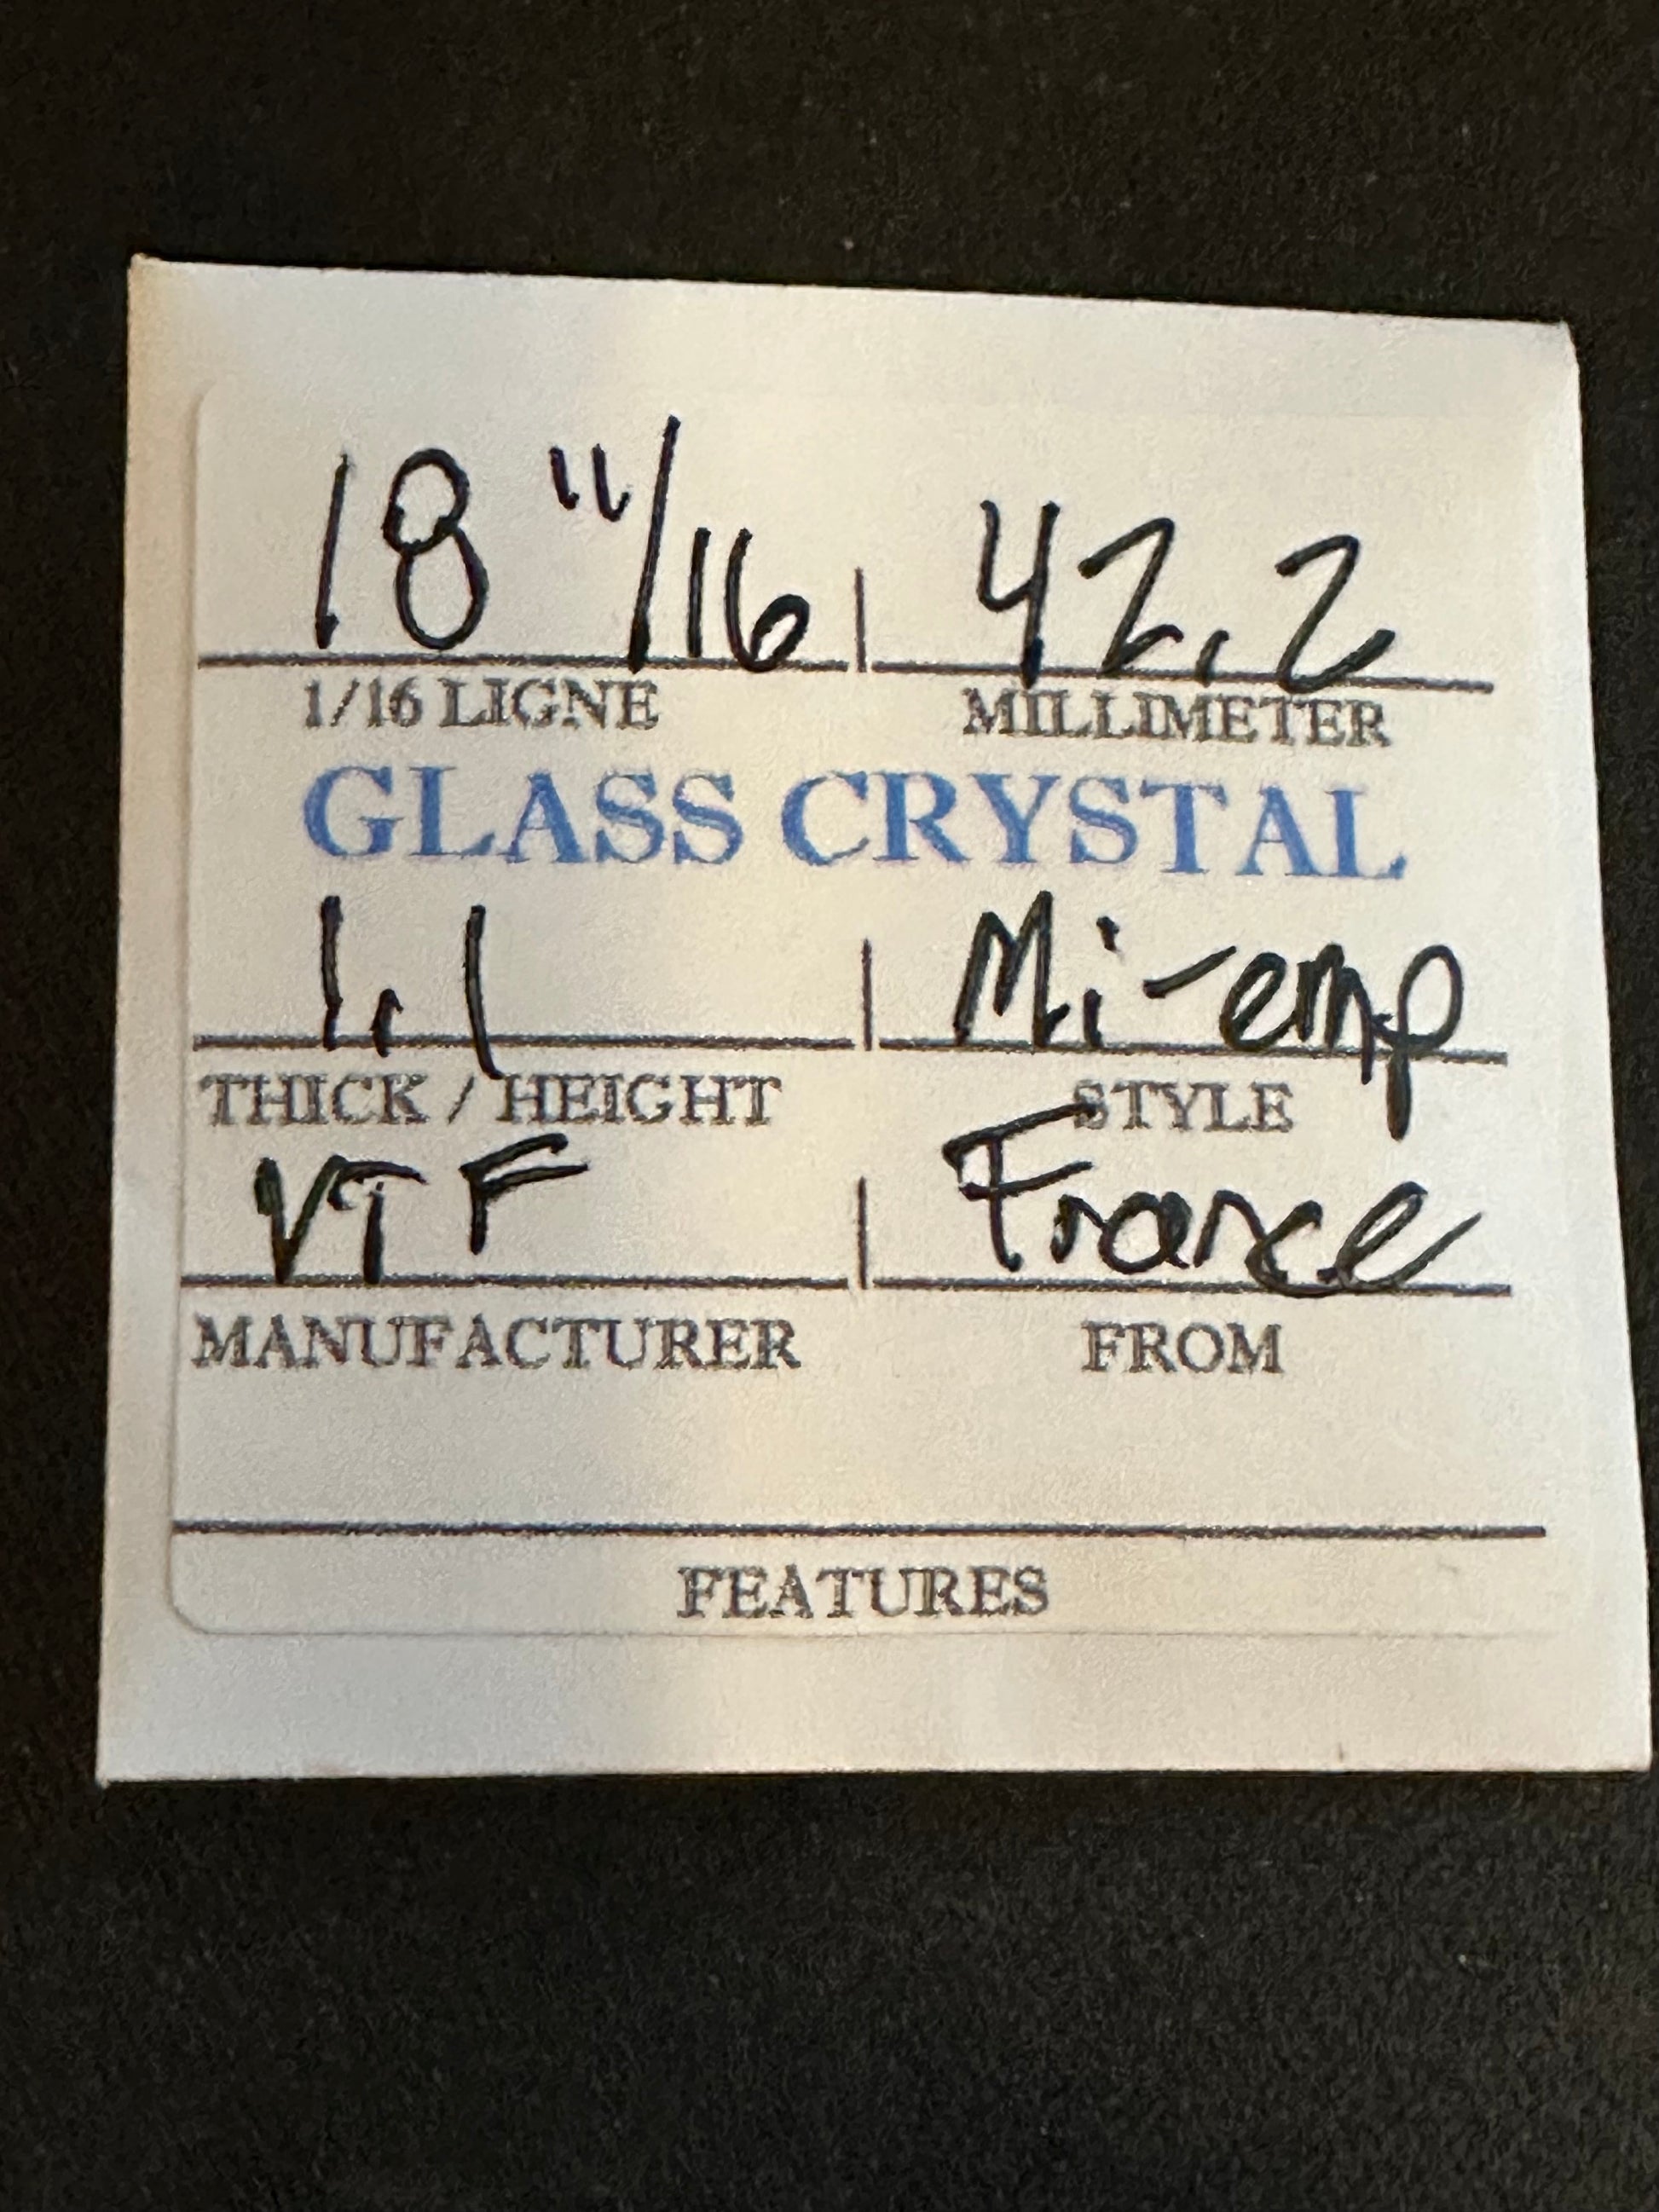 18 11/16 42.2
1/16 LIGNE MILLIMETER
GLASS CRYSTAL
1.1 Mi-emp
THICK / HEIGHT STYLE
VTF France
MANUFACTURER FROM
FEATURES